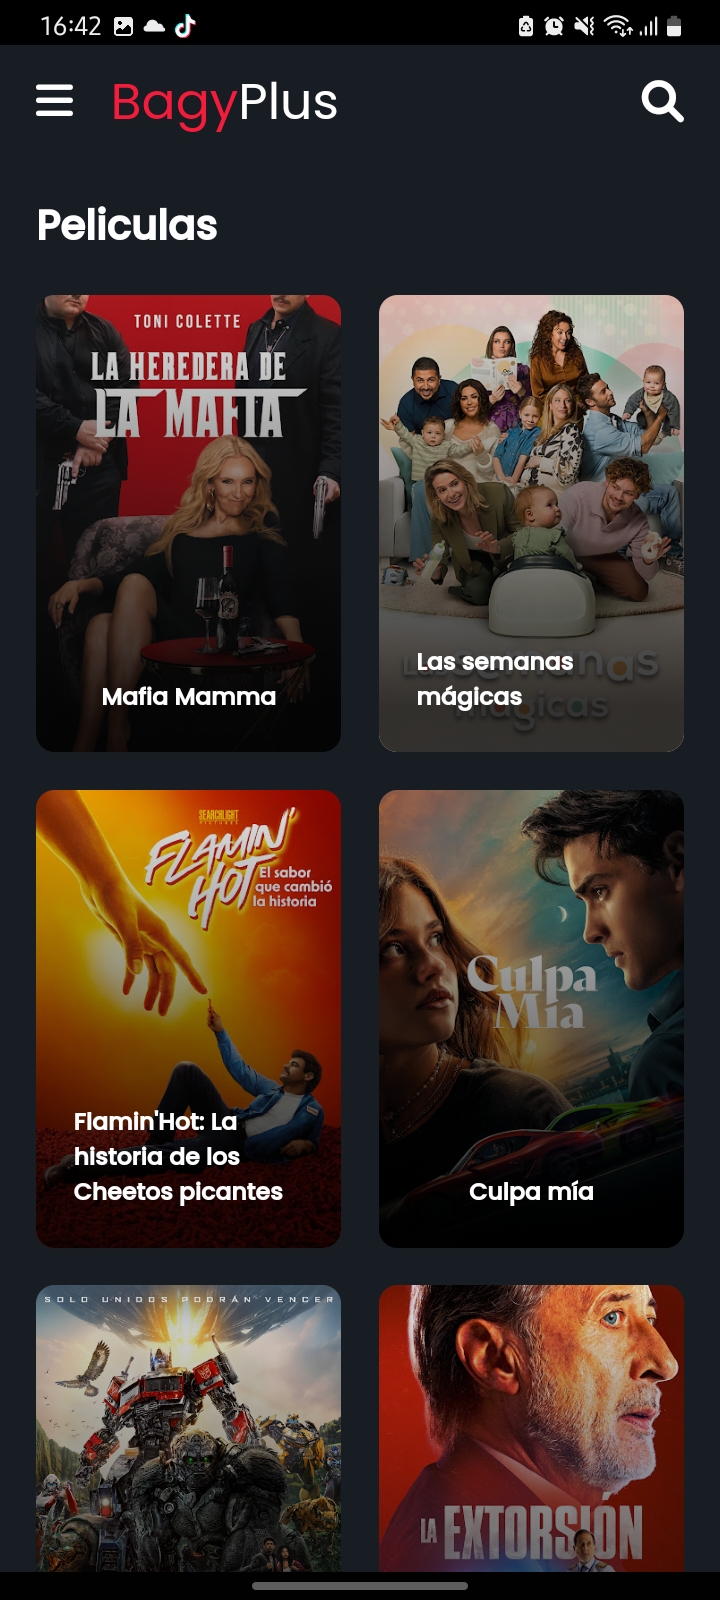 16:42
BagyPlus
Peliculas
TONI COLETTE
LA HEREDERA DE
LA MAFIA
Mafia Mamma
Las semanas
mágicas
SEARCHLIGHT
PICTURES
FLAMIN'
HOT
El sabor
que cambió
la historia
Flamin'Hot: La
historia de los
Cheetos picantes
Culpa
Mía
Culpa mía
SOLO UNIDOS PODRÁN VENCER
LA EXTORSIÓN